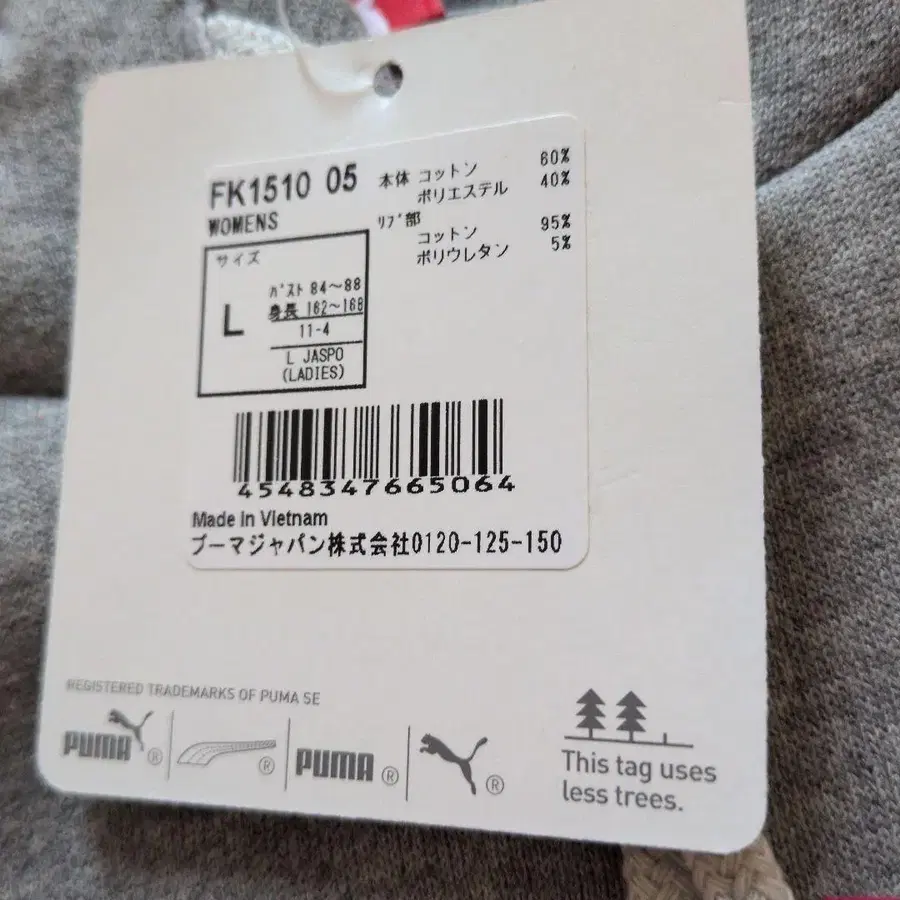 FK1510 05
WOMENS
サイズ
L
バスト 84～88
身長 162～168
11-4
L JASPO
(LADIES)
本体 コットン 60%
ポリエステル 40%
リブ部
コットン 95%
ポリウレタン 5%
4548347665064
Made in Vietnam
プーマジャパン株式会社0120-125-150
REGISTERED TRADEMARKS OF PUMA SE
PUMA ® ® PUMA ® ®
This tag uses
less trees.